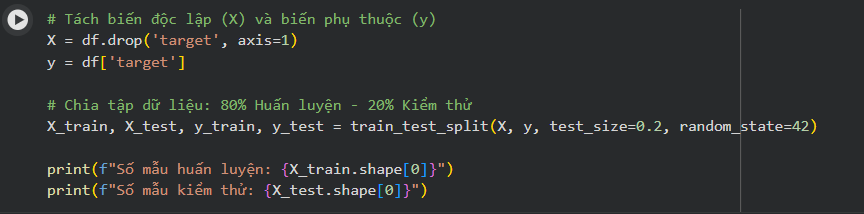 # Tách biến độc lập (X) và biến phụ thuộc (y)
X = df.drop('target', axis=1)
y = df['target']
# Chia tập dữ liệu: 80% Huấn luyện - 20% Kiểm thử
X_train, X_test, y_train, y_test = train_test_split(X, y, test_size=0.2, random_state=42)
print(f"Số mẫu huấn luyện: {X_train.shape[0]}")
print(f"Số mẫu kiểm thử: {X_test.shape[0]}")